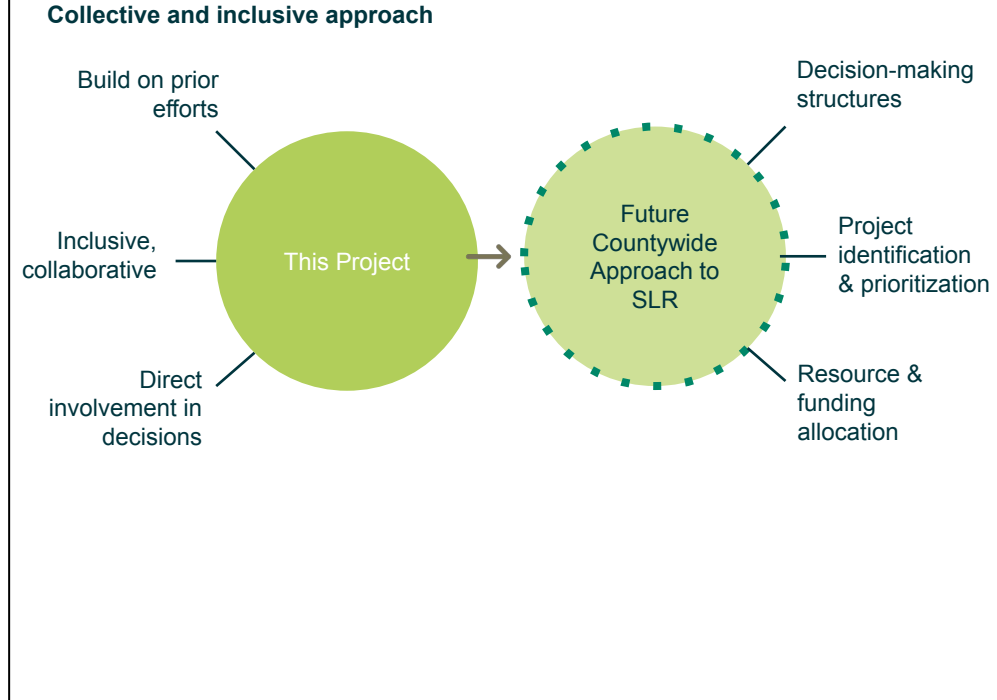 Collective and inclusive approach
Build on prior
efforts
Inclusive,
collaborative
Direct
involvement in
decisions
This Project
Future
Countywide
Approach to
SLR
Decision-making
structures
Project
identification
& prioritization
Resource &
funding
allocation